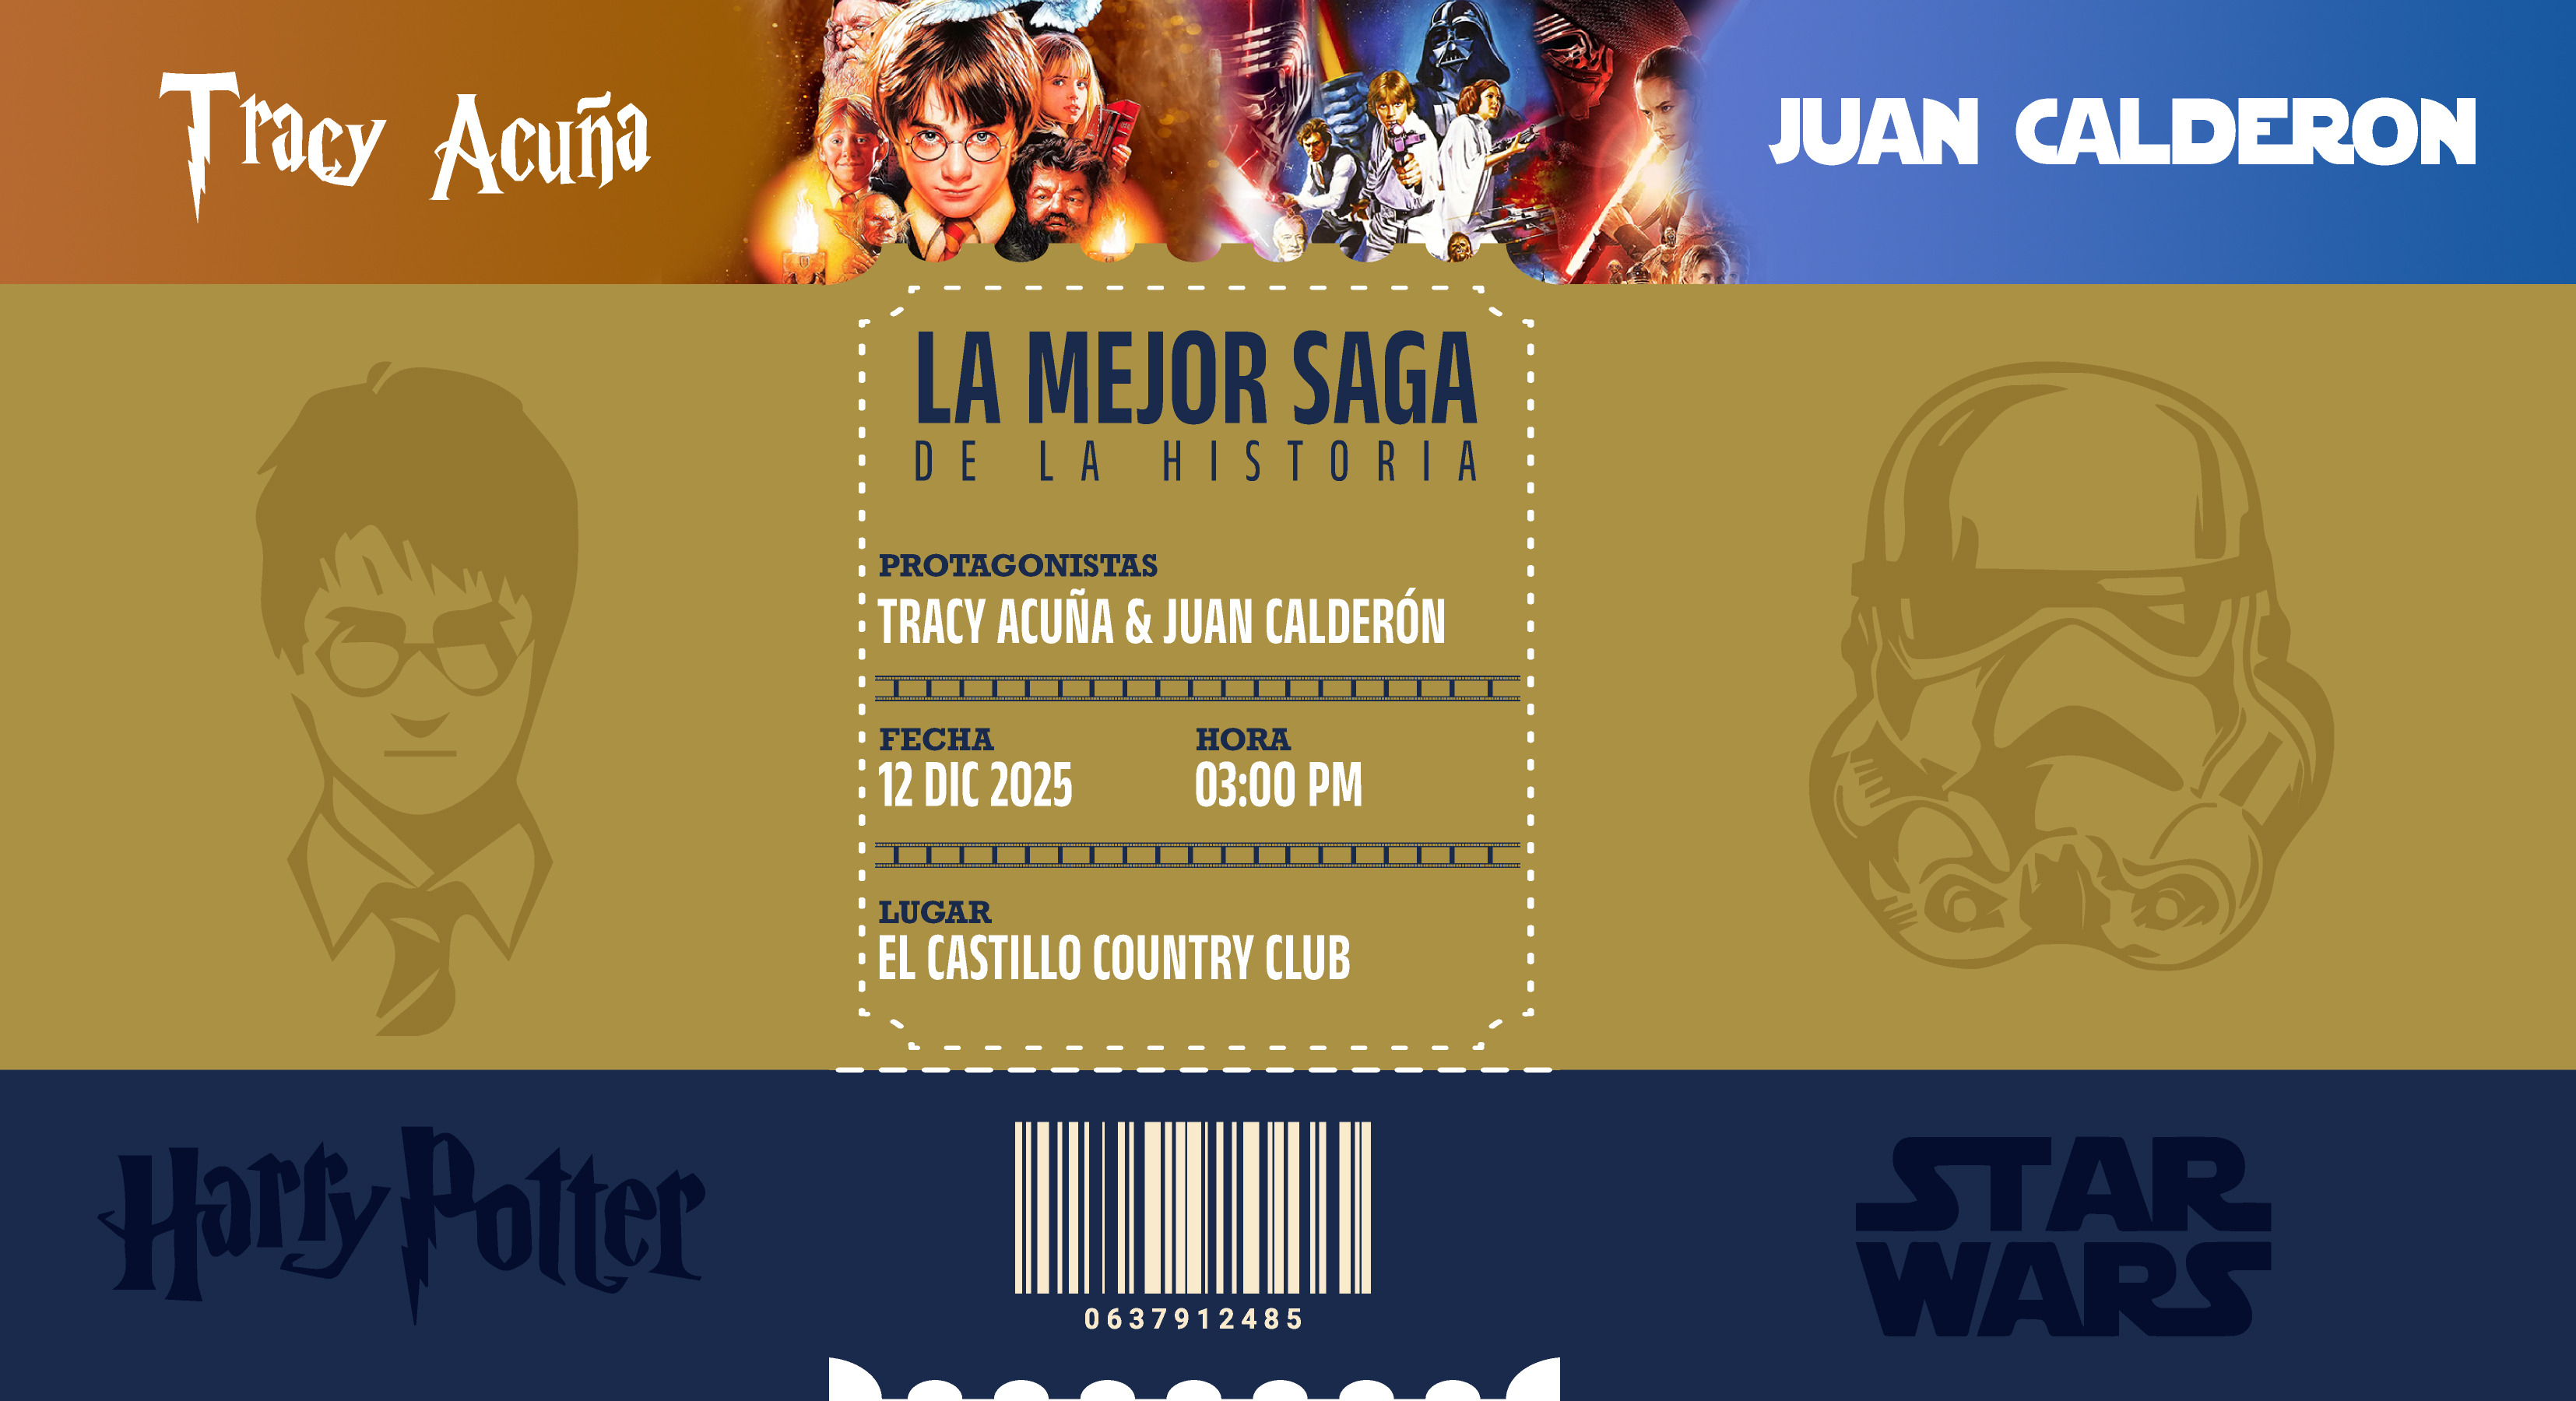 Tracy Acuña
JUAN CALDERON
LA MEJOR SAGA
DE LA HISTORIA
PROTAGONISTAS
TRACY ACUÑA & JUAN CALDERÓN
FECHA
12 DIC 2025
HORA
03:00 PM
LUGAR
EL CASTILLO COUNTRY CLUB
Harry Potter
0637912485
STAR
WARS